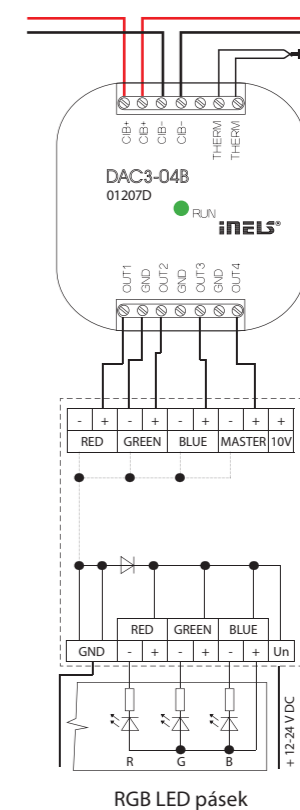 CIB+ CIB+ CIB- CIB- THERM THERM
DAC3-04B
01207D
RUN
iNELS®
OUT1 GND OUT2 GND OUT3 GND OUT4
- + - + - + - + +
RED GREEN BLUE MASTER 10V
RED GREEN BLUE
GND - + - + - + Un
R G B
+ 12-24 V DC
RGB LED pásek